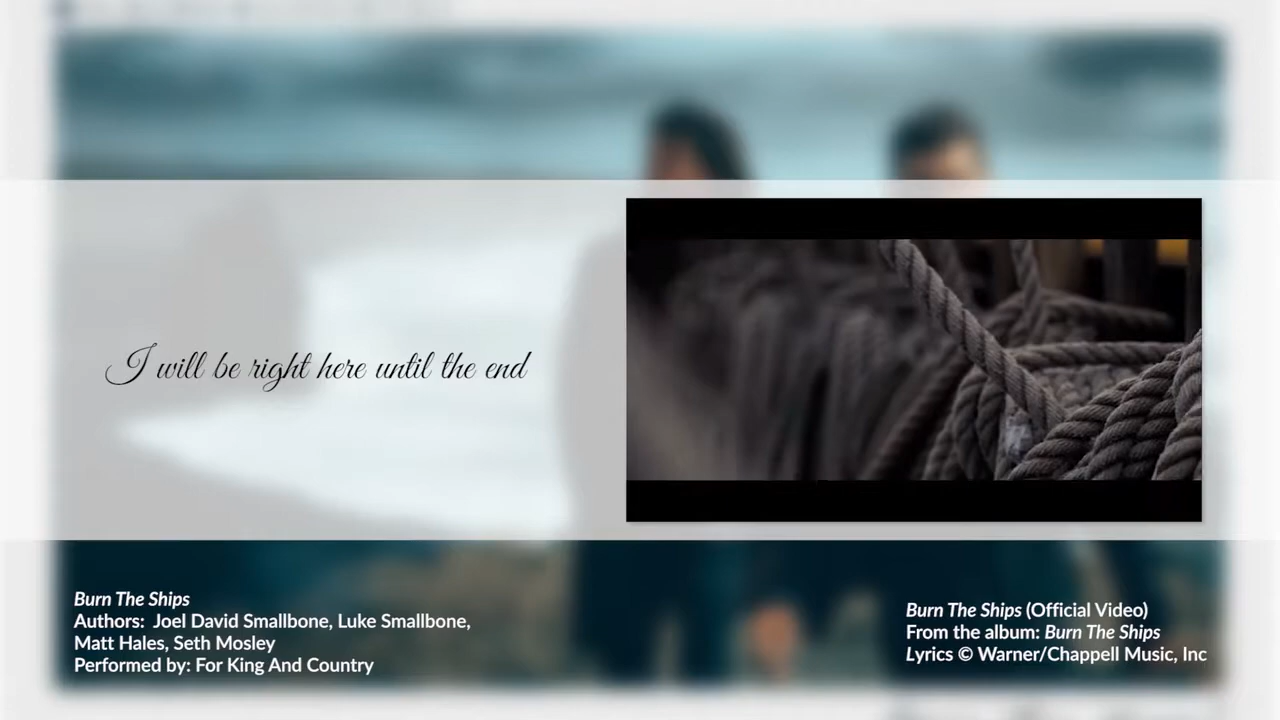 I will be right here until the end
Burn The Ships
Authors:  Joel David Smallbone, Luke Smallbone,
Matt Hales, Seth Mosley
Performed by: For King And Country
Burn The Ships (Official Video)
From the album: Burn The Ships
Lyrics © Warner/Chappell Music, Inc